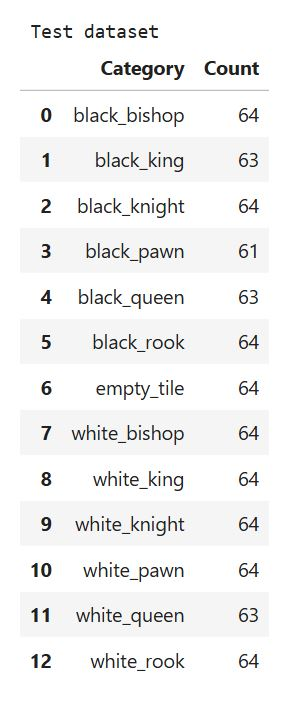 Test dataset
Category Count
0 black_bishop 64
1 black_king 63
2 black_knight 64
3 black_pawn 61
4 black_queen 63
5 black_rook 64
6 empty_tile 64
7 white_bishop 64
8 white_king 64
9 white_knight 64
10 white_pawn 64
11 white_queen 63
12 white_rook 64